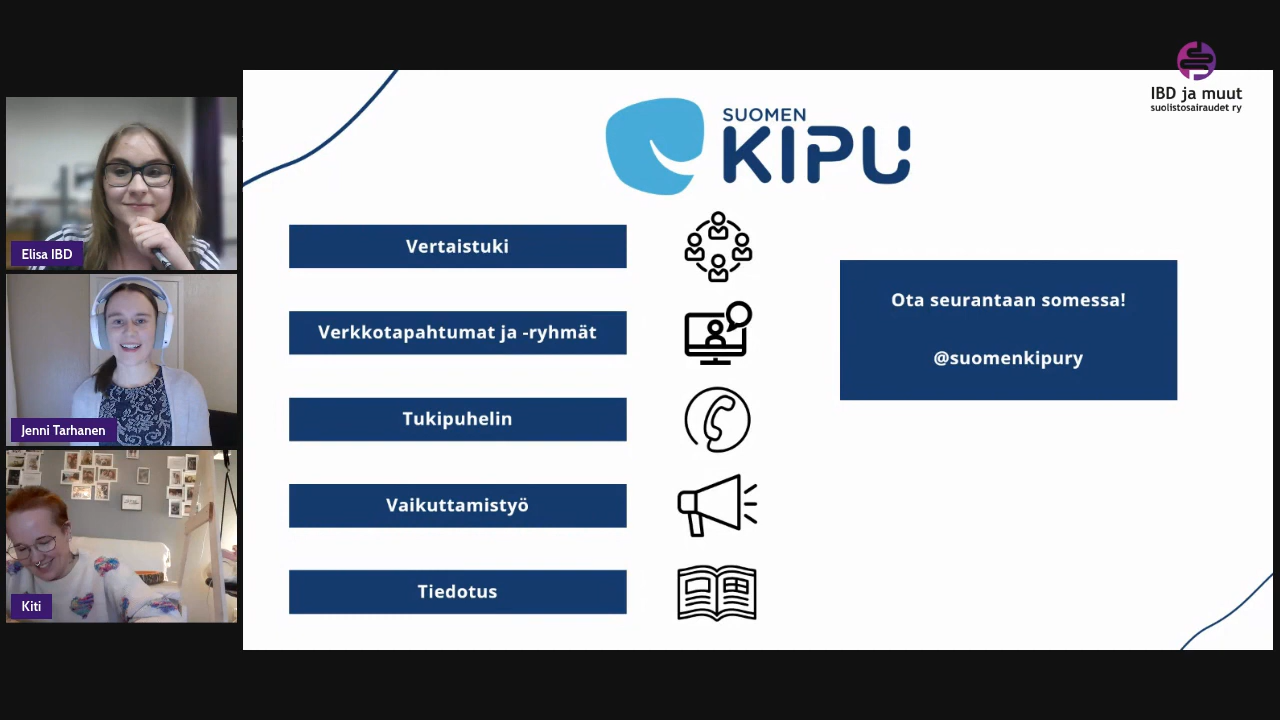 IBD ja muut
suolistosairaudet ry
SUOMEN
KIPU
Elisa IBD
Jenni Tarhanen
Kiti
Vertaistuki
Verkkotapahtumat ja -ryhmät
Tukipuhelin
Vaikuttamistyö
Tiedotus
Ota seurantaan somessa!
@suomenkipury